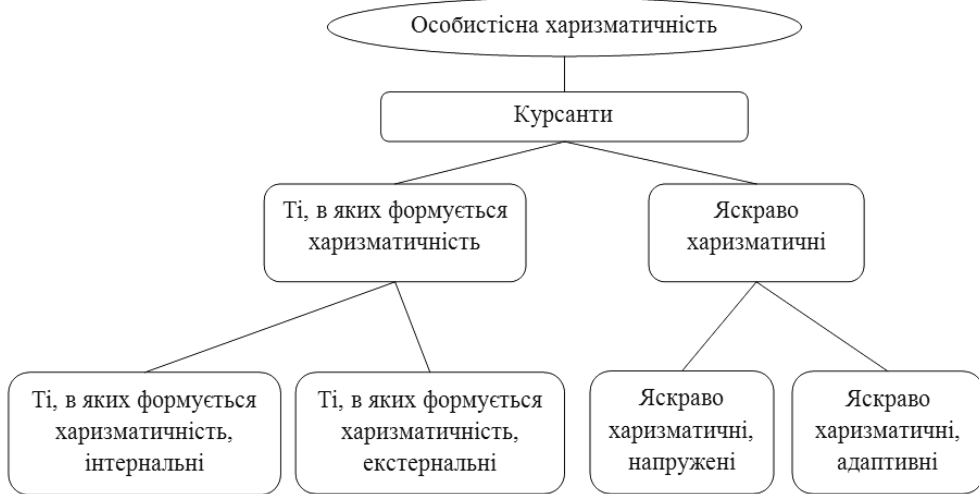 Особистісна харизматичність
Курсанти
Ті, в яких формується
харизматичність
Яскраво
харизматичні
Ті, в яких формується
харизматичність,
інтернальні
Ті, в яких формується
харизматичність,
екстернальні
Яскраво
харизматичні,
напружені
Яскраво
харизматичні,
адаптивні